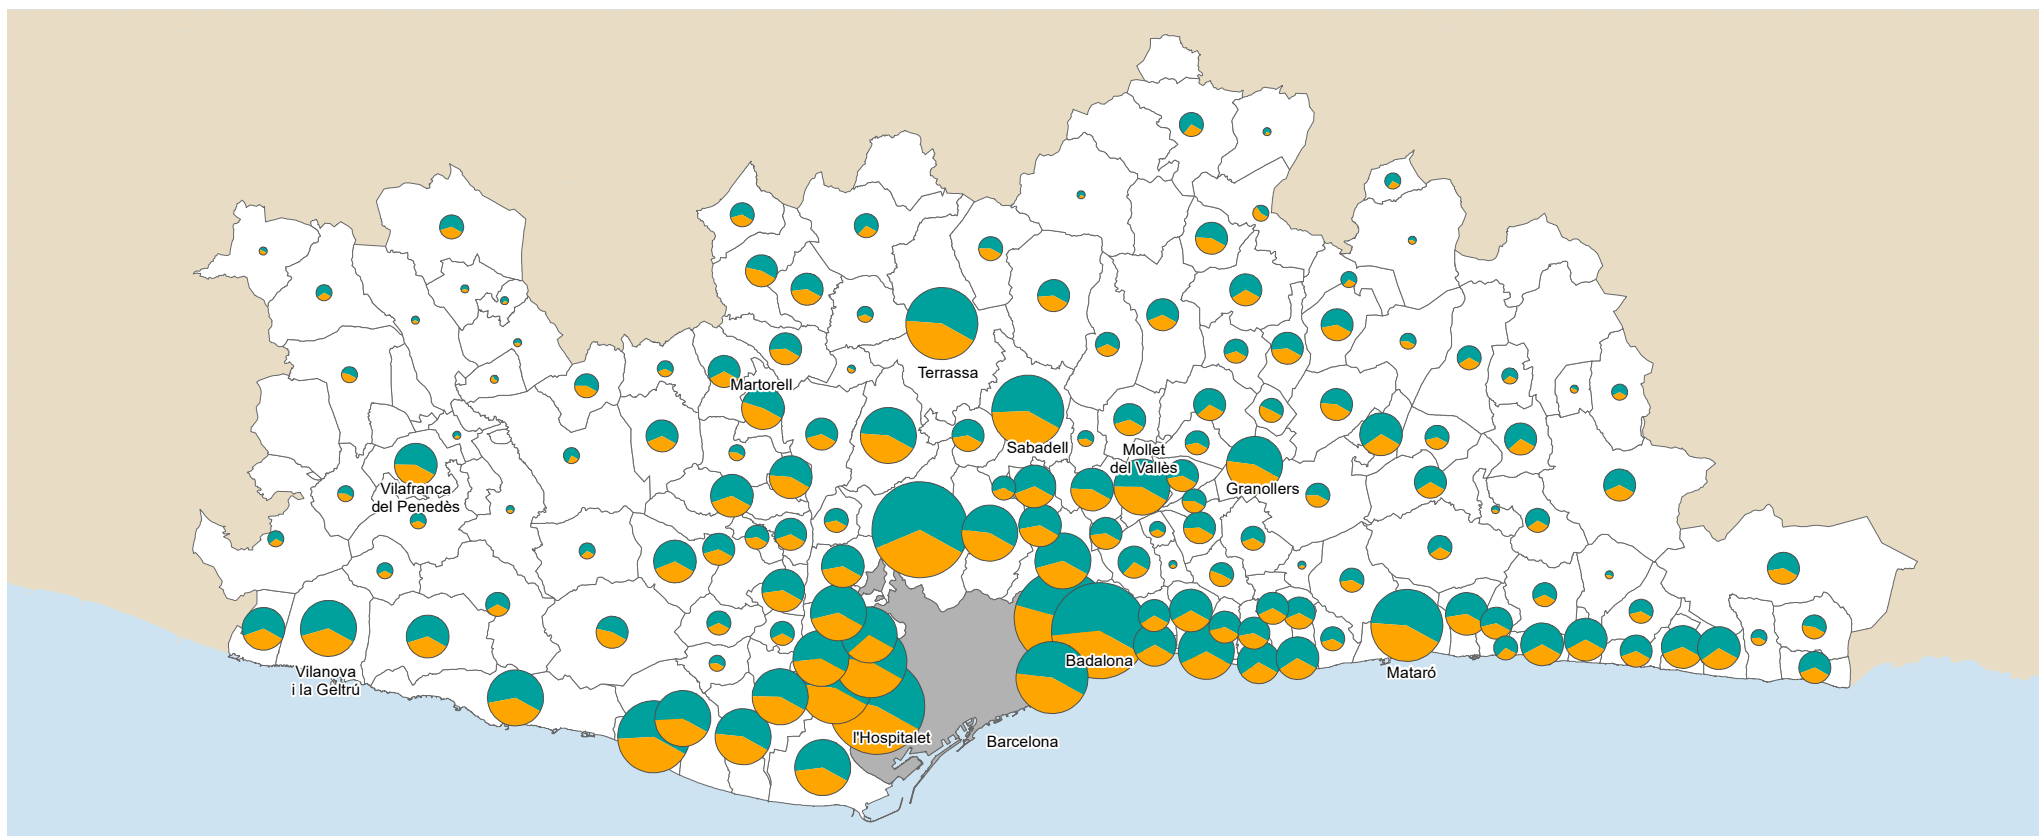 Terrassa
Martorell
Sabadell
Mollet
del Vallès
Granollers
Vilafranca
del Penedès
Badalona
Vilanova
i la Geltrú
Mataró
l'Hospitalet
Barcelona